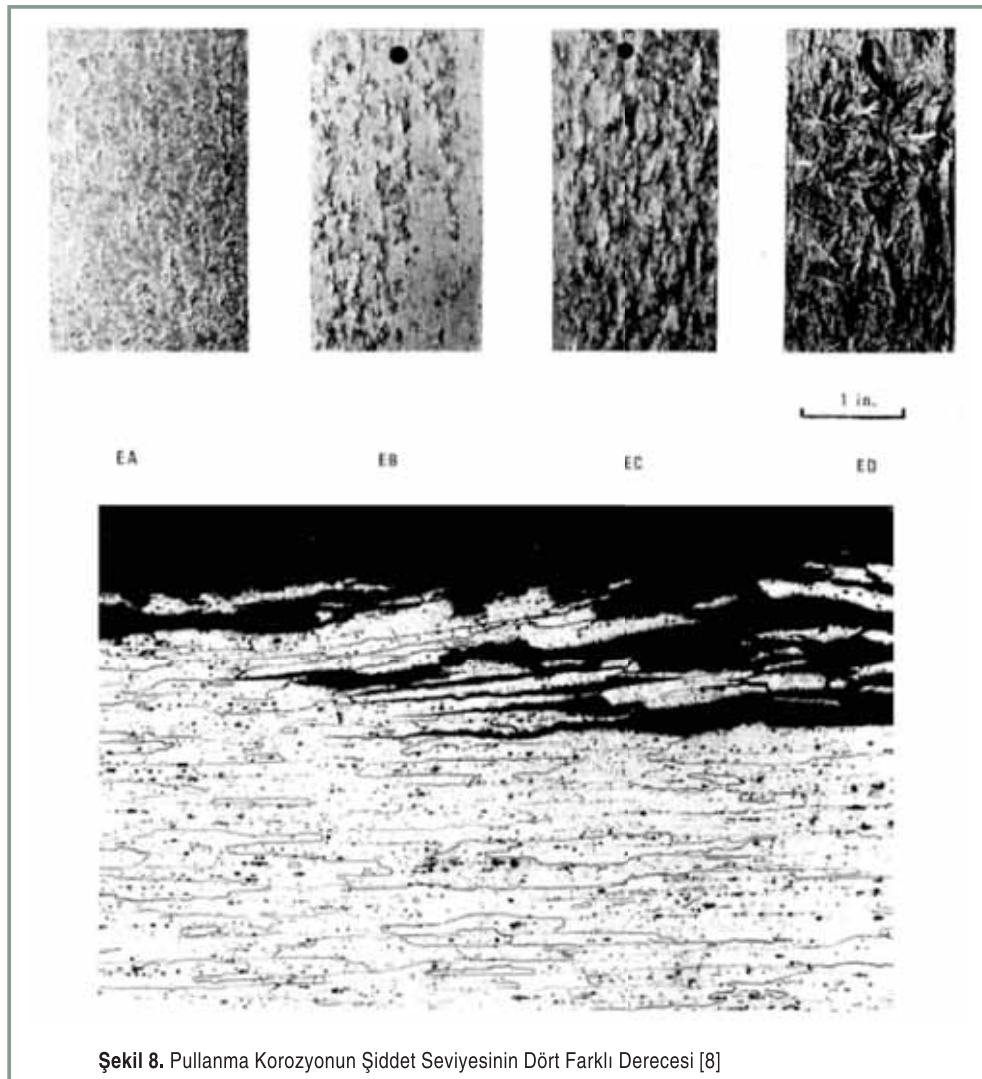 1 in.
EA EB EC ED
Şekil 8. Pullanma Korozyonun Şiddet Seviyesinin Dört Farklı Derecesi [8]